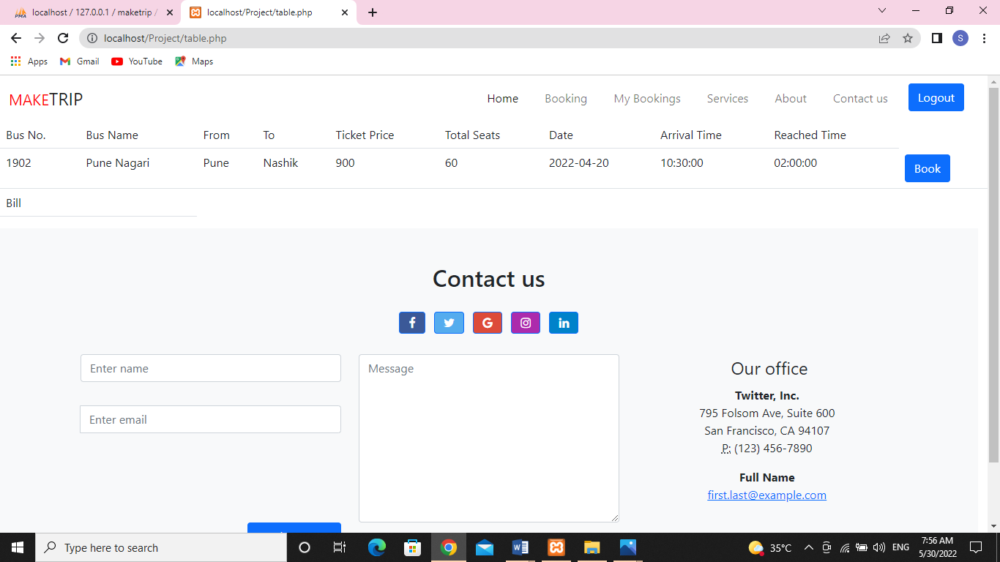 localhost / 127.0.0.1 / maketrip /
localhost/Project/table.php
localhost/Project/table.php
S
Apps Gmail YouTube Maps
MAKETRIP Home Booking My Bookings Services About Contact us Logout
Bus No. Bus Name From To Ticket Price Total Seats Date Arrival Time Reached Time
1902 Pune Nagari Pune Nashik 900 60 2022-04-20 10:30:00 02:00:00 Book
Bill
Contact us
Enter name
Enter email
Message
Our office
Twitter, Inc.
795 Folsom Ave, Suite 600
San Francisco, CA 94107
P: (123) 456-7890
Full Name
first.last@example.com
Type here to search
35°C
ENG
7:56 AM
5/30/2022